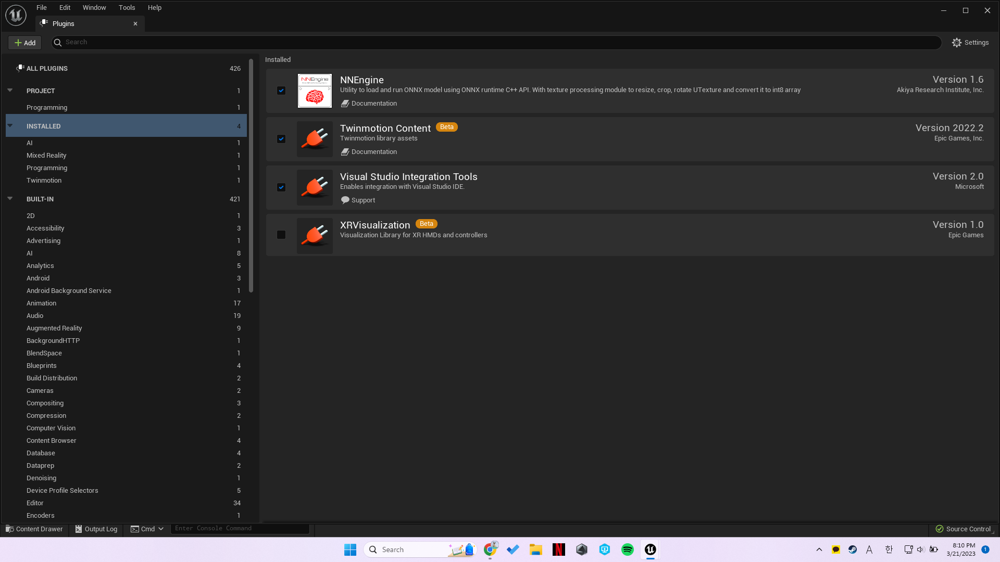 File Edit Window Tools Help
Plugins
Add
Search
Settings
ALL PLUGINS 426
PROJECT 1
Programming 1
INSTALLED 4
AI 1
Mixed Reality 1
Programming 1
Twinmotion 1
BUILT-IN 421
2D 1
Accessibility 3
Advertising 1
AI 8
Analytics 5
Android 3
Android Background Service 1
Animation 17
Audio 19
Augmented Reality 9
BackgroundHTTP 1
BlendSpace 1
Blueprints 4
Build Distribution 2
Cameras 2
Compositing 3
Compression 2
Computer Vision 1
Content Browser 4
Database 4
Dataprep 2
Denoising 1
Device Profile Selectors 5
Editor 34
Encoders 1
Installed
NNEngine
NNEngine Version 1.6
Utility to load and run ONNX model using ONNX runtime C++ API. With texture processing module to resize, crop, rotate UTexture and convert it to int8 array Akiya Research Institute, Inc.
Documentation
Twinmotion Content Beta Version 2022.2
Twinmotion library assets Epic Games, Inc.
Documentation
Visual Studio Integration Tools Version 2.0
Enables integration with Visual Studio IDE. Microsoft
Support
XRVisualization Beta Version 1.0
Visualization Library for XR HMDs and controllers Epic Games
Content Drawer Output Log Cmd Enter Console Command Source Control
Search
A 한
8:10 PM
3/21/2023
1